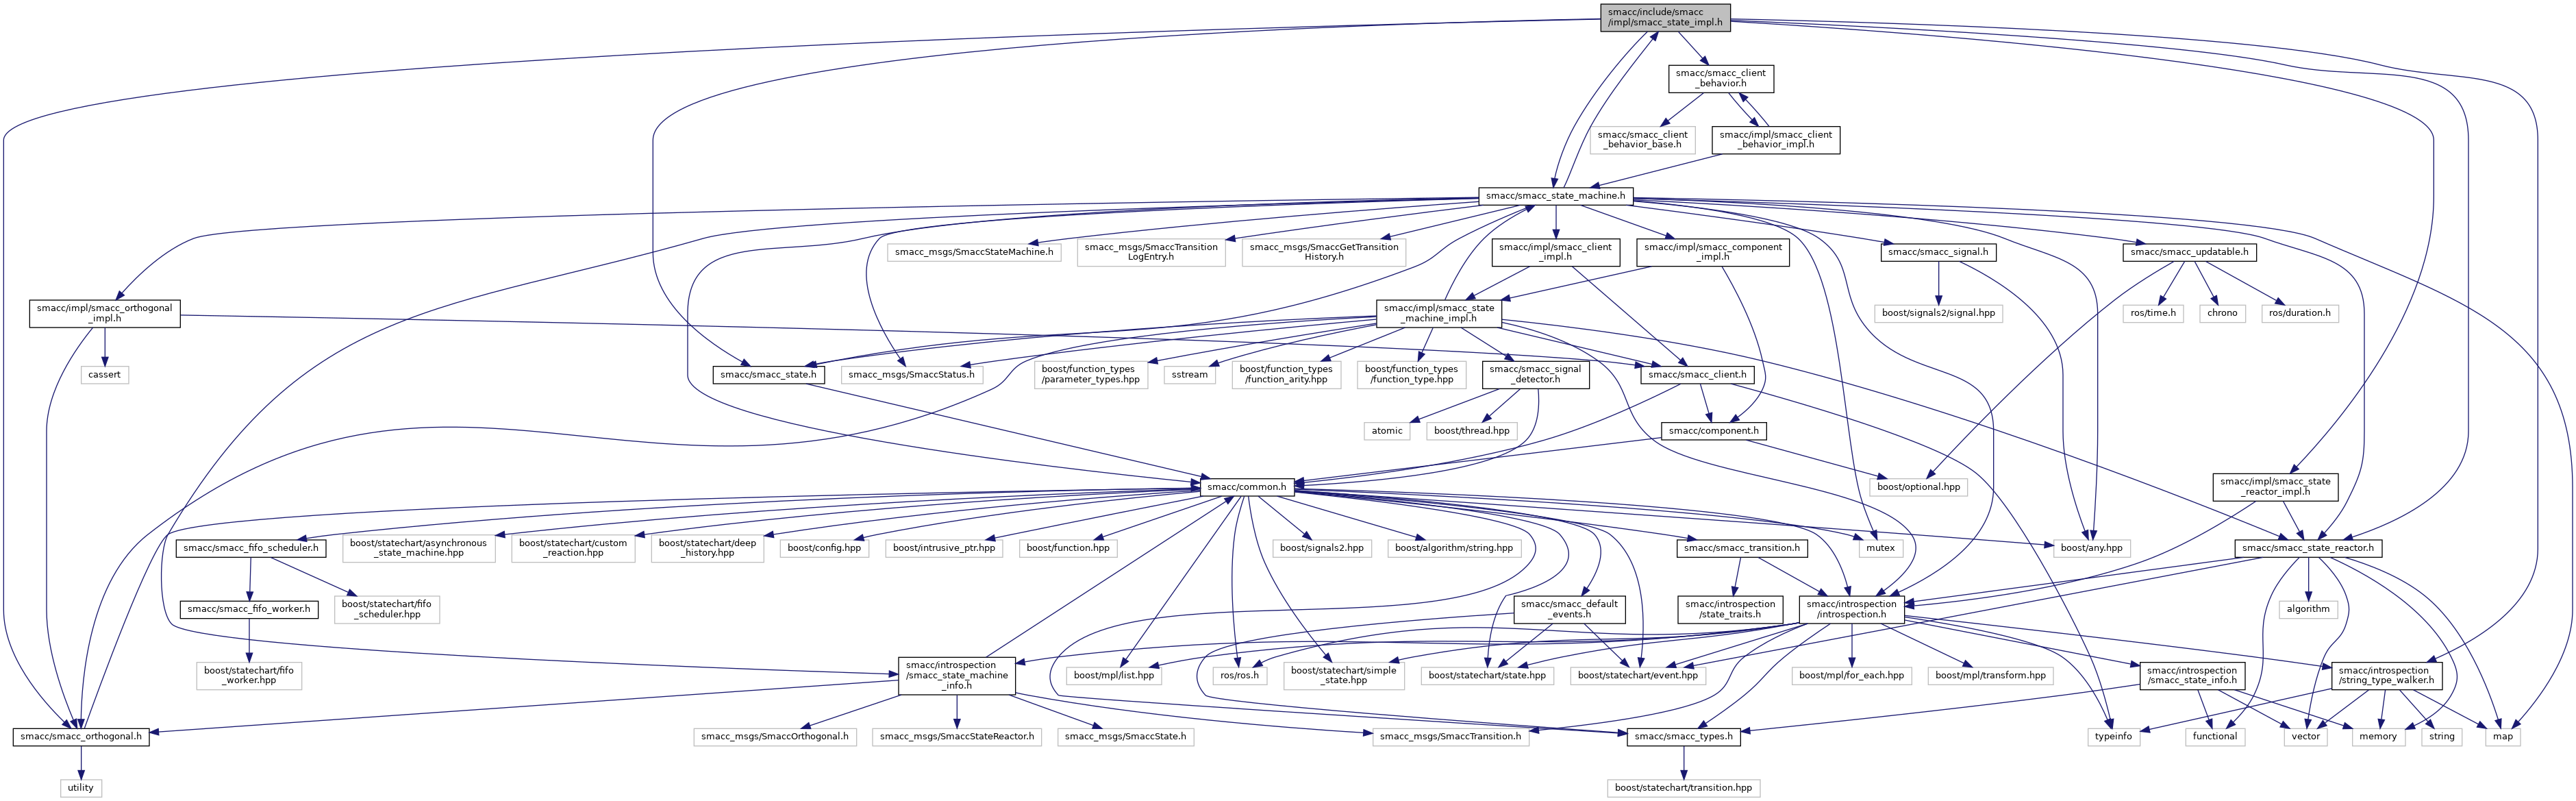 smacc/include/smacc
/impl/smacc_state_impl.h
smacc/smacc_client
_behavior.h
smacc/smacc_client
_behavior_base.h
smacc/impl/smacc_client
_behavior_impl.h
smacc/smacc_state_machine.h
smacc_msgs/SmaccStateMachine.h
smacc_msgs/SmaccTransition
LogEntry.h
smacc_msgs/SmaccGetTransition
History.h
smacc/impl/smacc_client
_impl.h
smacc/impl/smacc_component
_impl.h
smacc/smacc_signal.h
smacc/smacc_updatable.h
smacc/impl/smacc_orthogonal
_impl.h
smacc/impl/smacc_state
_machine_impl.h
boost/signals2/signal.hpp
ros/time.h
chrono
ros/duration.h
cassert
smacc/smacc_state.h
smacc_msgs/SmaccStatus.h
boost/function_types
/parameter_types.hpp
sstream
boost/function_types
/function_arity.hpp
boost/function_types
/function_type.hpp
smacc/smacc_signal
_detector.h
smacc/smacc_client.h
atomic
boost/thread.hpp
smacc/component.h
smacc/common.h
boost/optional.hpp
smacc/impl/smacc_state
_reactor_impl.h
smacc/smacc_fifo_scheduler.h
boost/statechart/asynchronous
_state_machine.hpp
boost/statechart/custom
_reaction.hpp
boost/statechart/deep
_history.hpp
boost/config.hpp
boost/intrusive_ptr.hpp
boost/function.hpp
boost/signals2.hpp
boost/algorithm/string.hpp
smacc/smacc_transition.h
mutex
boost/any.hpp
smacc/smacc_state_reactor.h
smacc/smacc_fifo_worker.h
boost/statechart/fifo
_scheduler.hpp
smacc/smacc_default
_events.h
smacc/introspection
/state_traits.h
smacc/introspection
/introspection.h
algorithm
boost/statechart/fifo
_worker.hpp
smacc/introspection
/smacc_state_machine
_info.h
boost/mpl/list.hpp
ros/ros.h
boost/statechart/simple
_state.hpp
boost/statechart/state.hpp
boost/statechart/event.hpp
boost/mpl/for_each.hpp
boost/mpl/transform.hpp
smacc/introspection
/smacc_state_info.h
smacc/introspection
/string_type_walker.h
smacc/smacc_orthogonal.h
smacc_msgs/SmaccOrthogonal.h
smacc_msgs/SmaccStateReactor.h
smacc_msgs/SmaccState.h
smacc_msgs/SmaccTransition.h
smacc/smacc_types.h
typeinfo
functional
vector
memory
string
map
utility
boost/statechart/transition.hpp